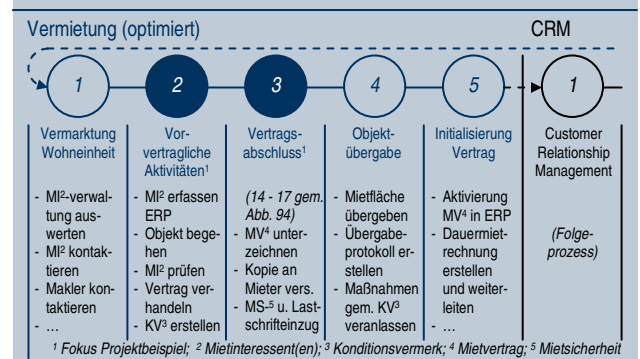 Vermietung (optimiert)
CRM
1
2
3
4
5
1
Vermarktung
Wohneinheit
- MI²-verwal-
tung aus-
werten
- MI² kontak-
tieren
- Makler kon-
taktieren
- ...
Vor-
vertragliche
Aktivitäten¹
- MI² erfassen
ERP
- Objekt bege-
hen
- MI² prüfen
- Vertrag ver-
handeln
- KV³ erstellen
Vertrags-
abschluss¹
(14 - 17 gem.
Abb. 94)
- MV⁴ unter-
zeichnen
- Kopie an
Mieter vers.
- MS-⁵ u. Last-
schrifteinzug
Objekt-
übergabe
- Mietfläche
übergeben
- Übergabe-
protokoll er-
stellen
- Maßnahmen
gem. KV³
veranlassen
Initialisierung
Vertrag
- Aktivierung
MV⁴ in ERP
- Dauermiet-
rechnung
erstellen
und weiter-
leiten
- ...
Customer
Relationship
Management
(Folge-
prozess)
¹ Fokus Projektbeispiel; ² Mietinteressent(en); ³ Konditionsvermerk; ⁴ Mietvertrag; ⁵ Mietsicherheit